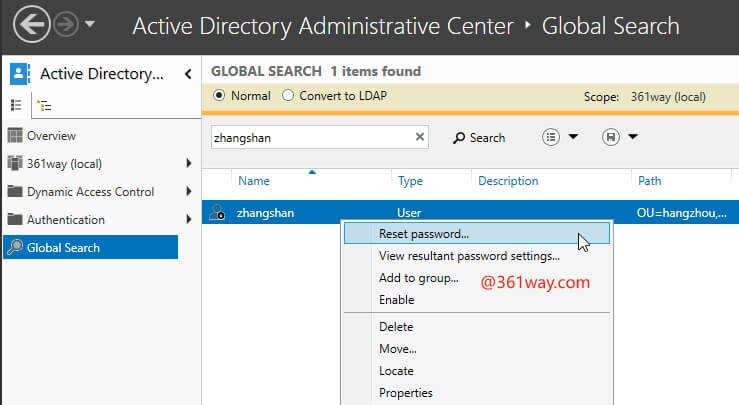 Active Directory Administrative Center • Global Search
Active Directory...
GLOBAL SEARCH 1 items found
Normal Convert to LDAP Scope: 361way (local)
zhangshan Search
Overview
361way (local)
Dynamic Access Control
Authentication
Global Search
Name Type Description Path
zhangshan User OU=hangzhou,...
Reset password...
View resultant password settings...
Add to group...
@361way.com
Enable
Delete
Move...
Locate
Properties